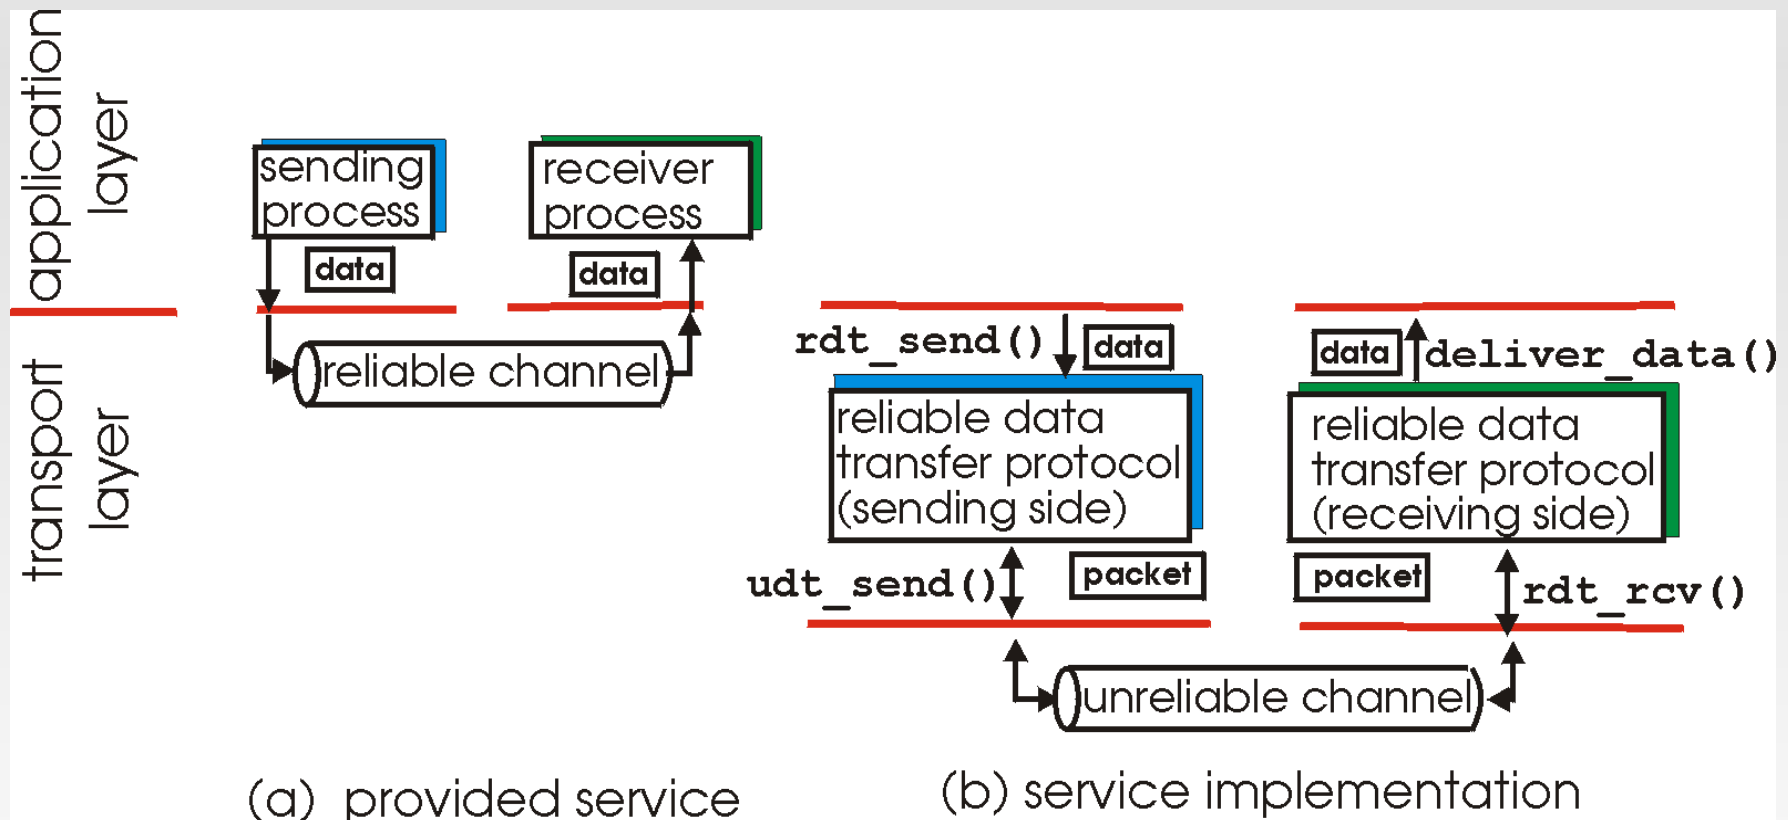 application
layer
transport
layer
sending
process
data
receiver
process
data
reliable channel
(a) provided service
rdt_send()
data
reliable data
transfer protocol
(sending side)
udt_send()
packet
data
deliver_data()
reliable data
transfer protocol
(receiving side)
packet
rdt_rcv()
unreliable channel
(b) service implementation